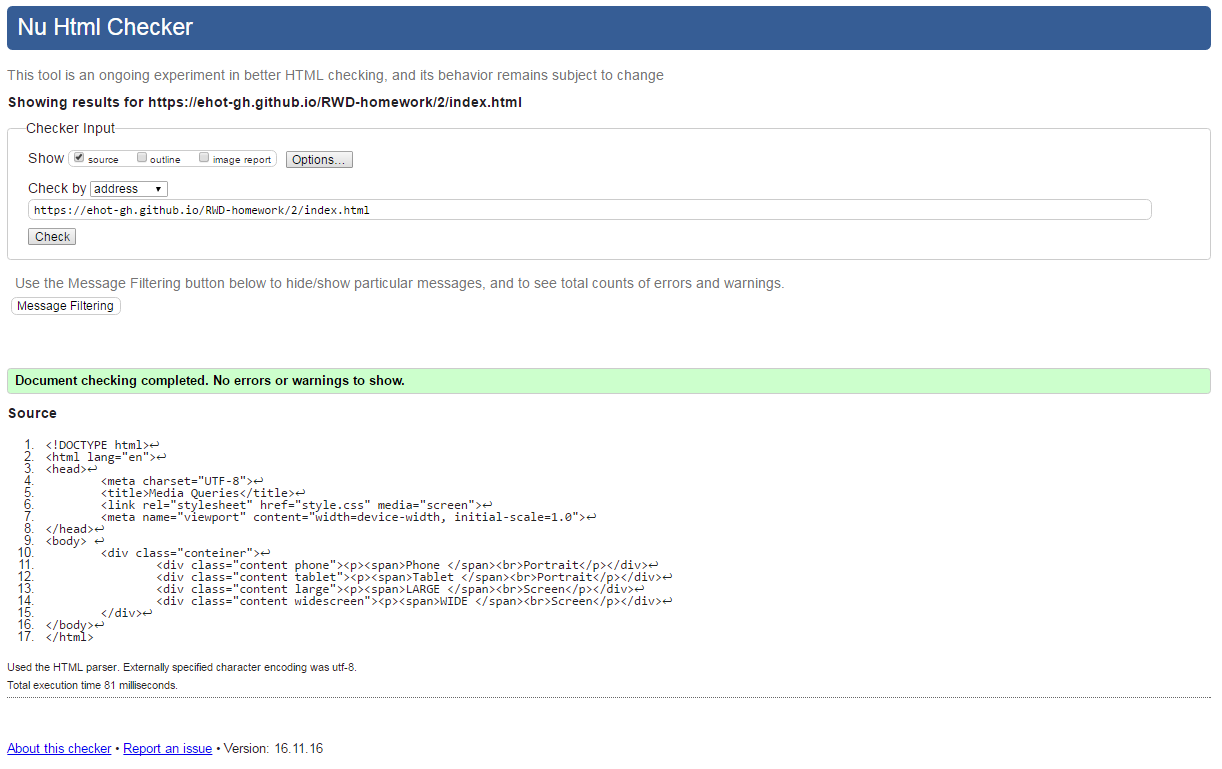 Nu Html Checker
This tool is an ongoing experiment in better HTML checking, and its behavior remains subject to change
Showing results for https://ehot-gh.github.io/RWD-homework/2/index.html
Checker Input
Show source outline image report Options...
Check by address
https://ehot-gh.github.io/RWD-homework/2/index.html
Check
Use the Message Filtering button below to hide/show particular messages, and to see total counts of errors and warnings.
Message Filtering
Document checking completed. No errors or warnings to show.
Source
1. <!DOCTYPE html>↩
2. <html lang="en">↩
3. <head>↩
4. <meta charset="UTF-8">↩
5. <title>Media Queries</title>↩
6. <link rel="stylesheet" href="style.css" media="screen">↩
7. <meta name="viewport" content="width=device-width, initial-scale=1.0">↩
8. </head>↩
9. <body> ↩
10. <div class="conteiner">↩
11. <div class="content phone"><p><span>Phone </span><br>Portrait</p></div>↩
12. <div class="content tablet"><p><span>Tablet </span><br>Portrait</p></div>↩
13. <div class="content large"><p><span>LARGE </span><br>Screen</p></div>↩
14. <div class="content widescreen"><p><span>WIDE </span><br>Screen</p></div>↩
15. </div>↩
16. </body>↩
17. </html>
Used the HTML parser. Externally specified character encoding was utf-8.
Total execution time 81 milliseconds.
About this checker • Report an issue • Version: 16.11.16